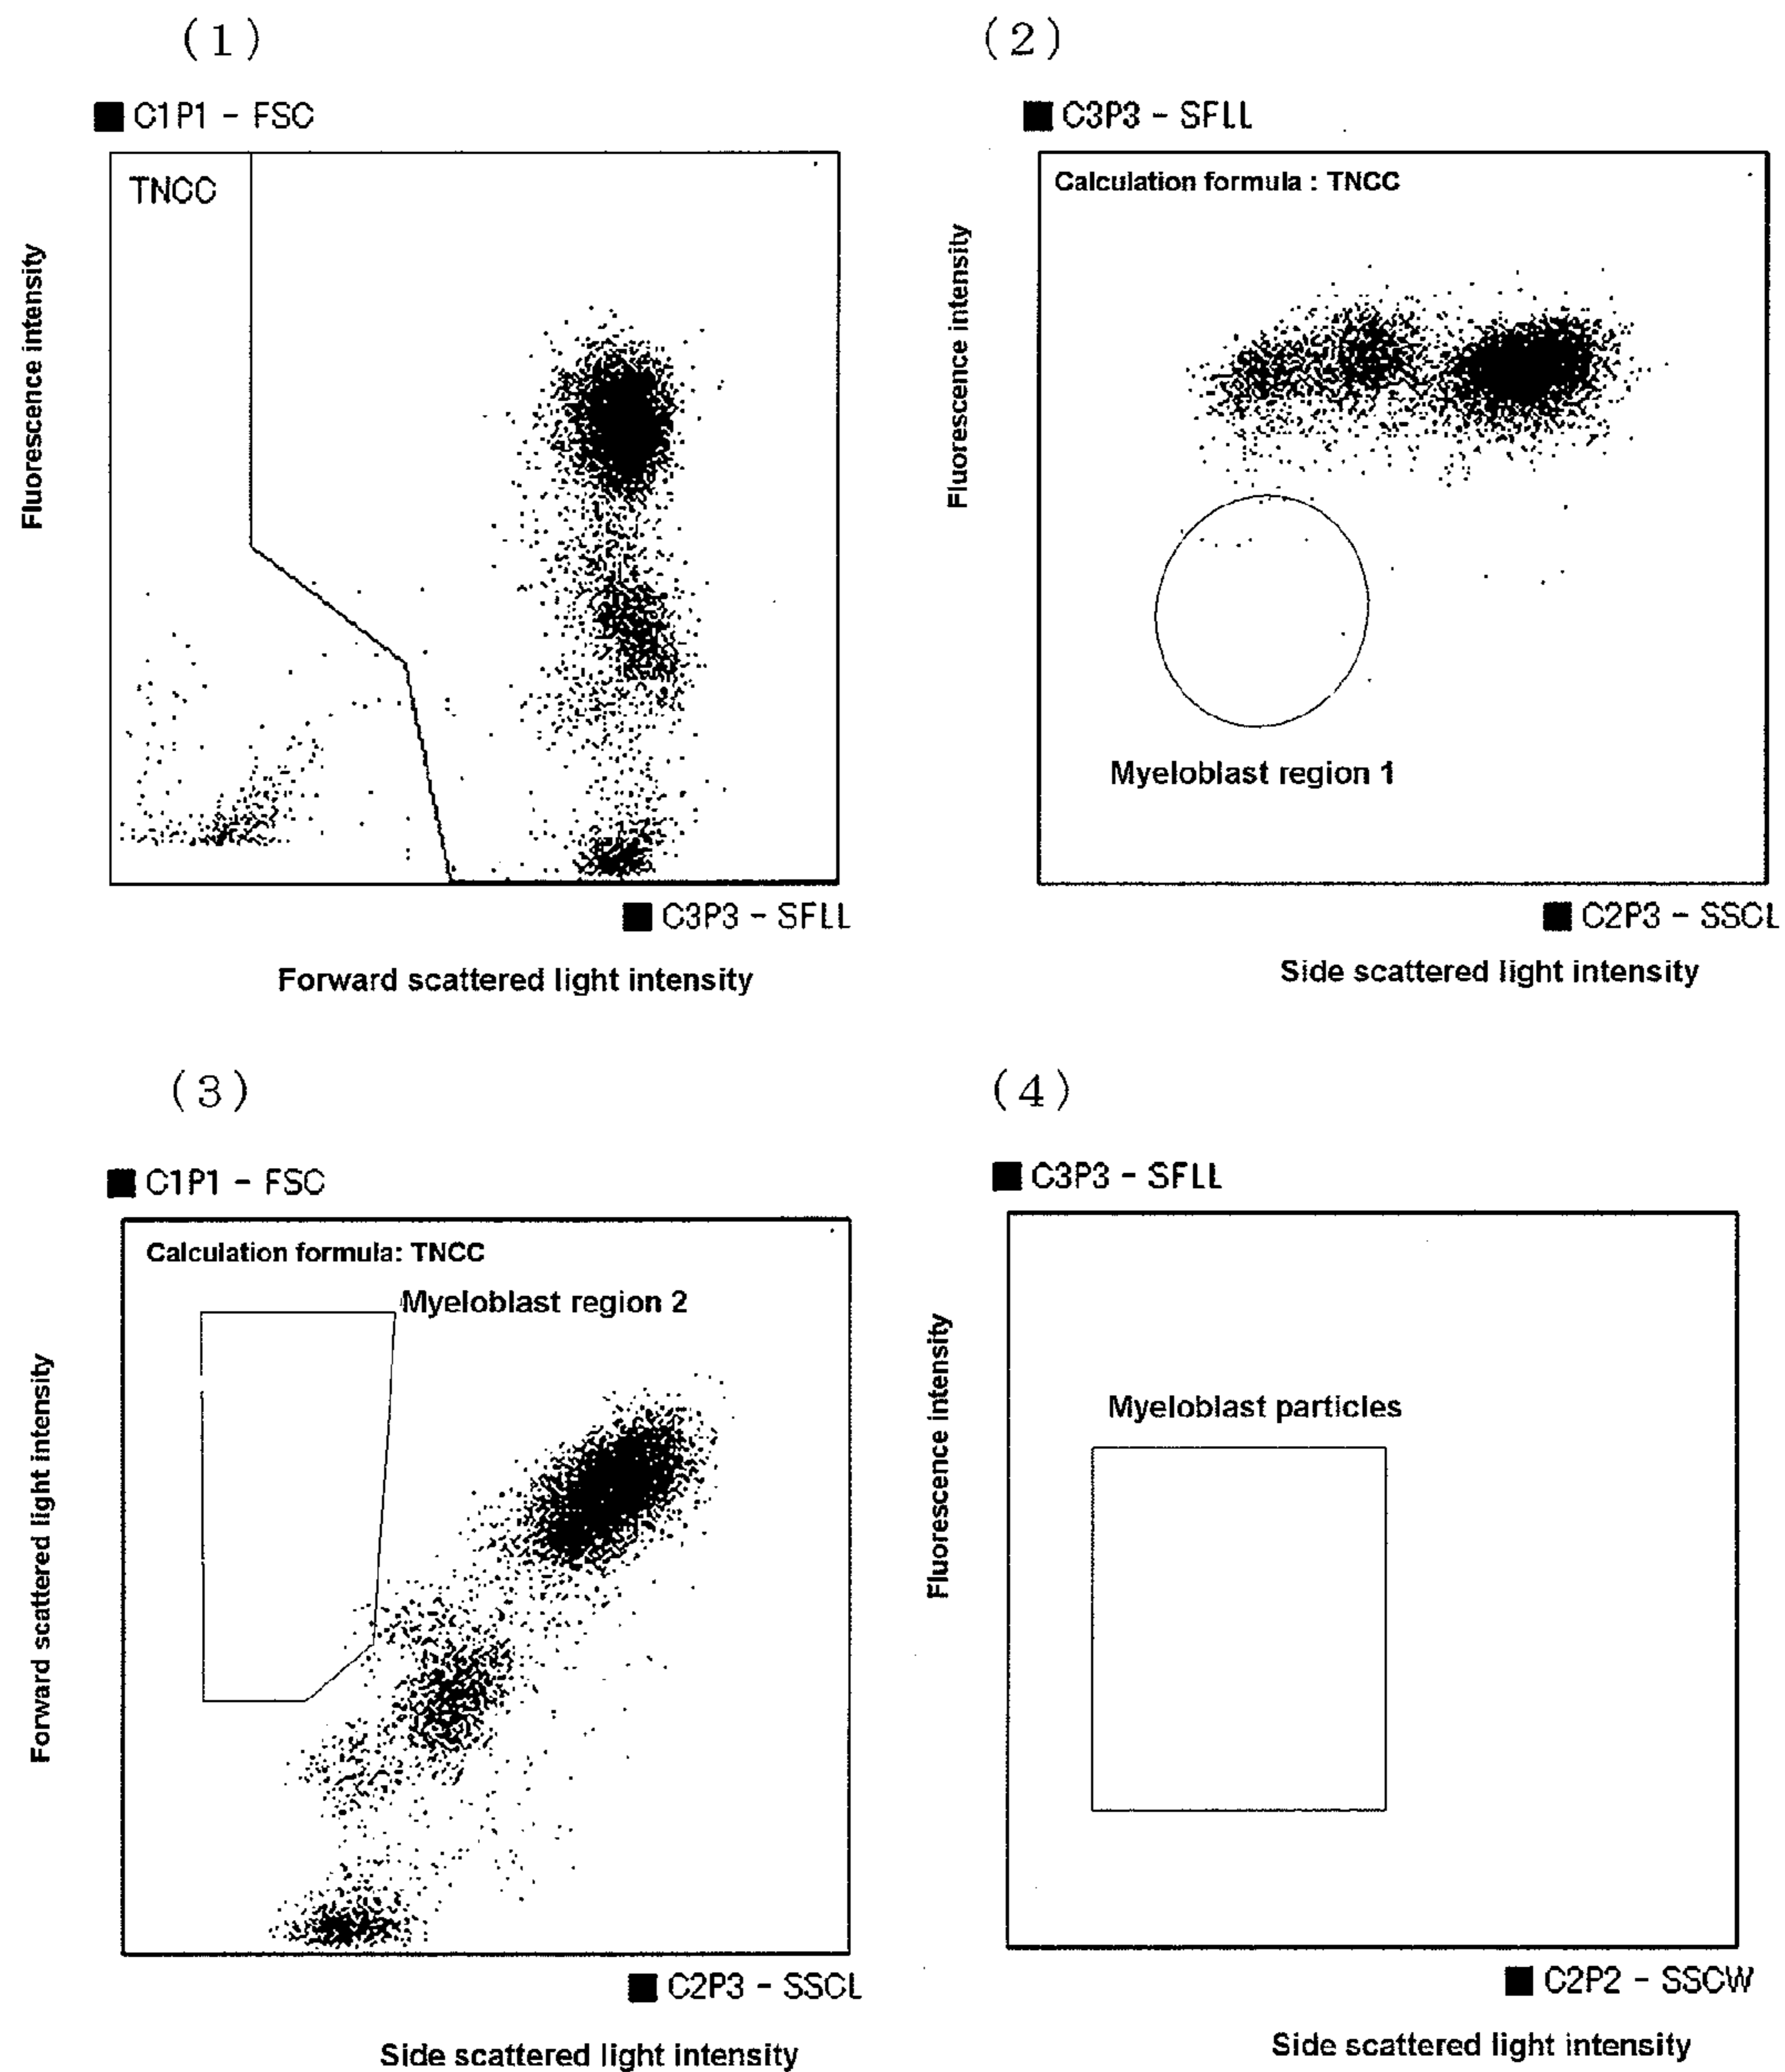 (1)
■ C1P1 - FSC
TNCC
Fluorescence intensity
■ C3P3 - SFLL
Forward scattered light intensity
(2)
■ C3P3 - SFLL
Calculation formula : TNCC
Fluorescence intensity
Myeloblast region 1
■ C2P3 - SSCL
Side scattered light intensity
(3)
■ C1P1 - FSC
Calculation formula: TNCC
Myeloblast region 2
Forward scattered light intensity
■ C2P3 - SSCL
Side scattered light intensity
(4)
■ C3P3 - SFLL
Fluorescence intensity
Myeloblast particles
■ C2P2 - SSCW
Side scattered light intensity